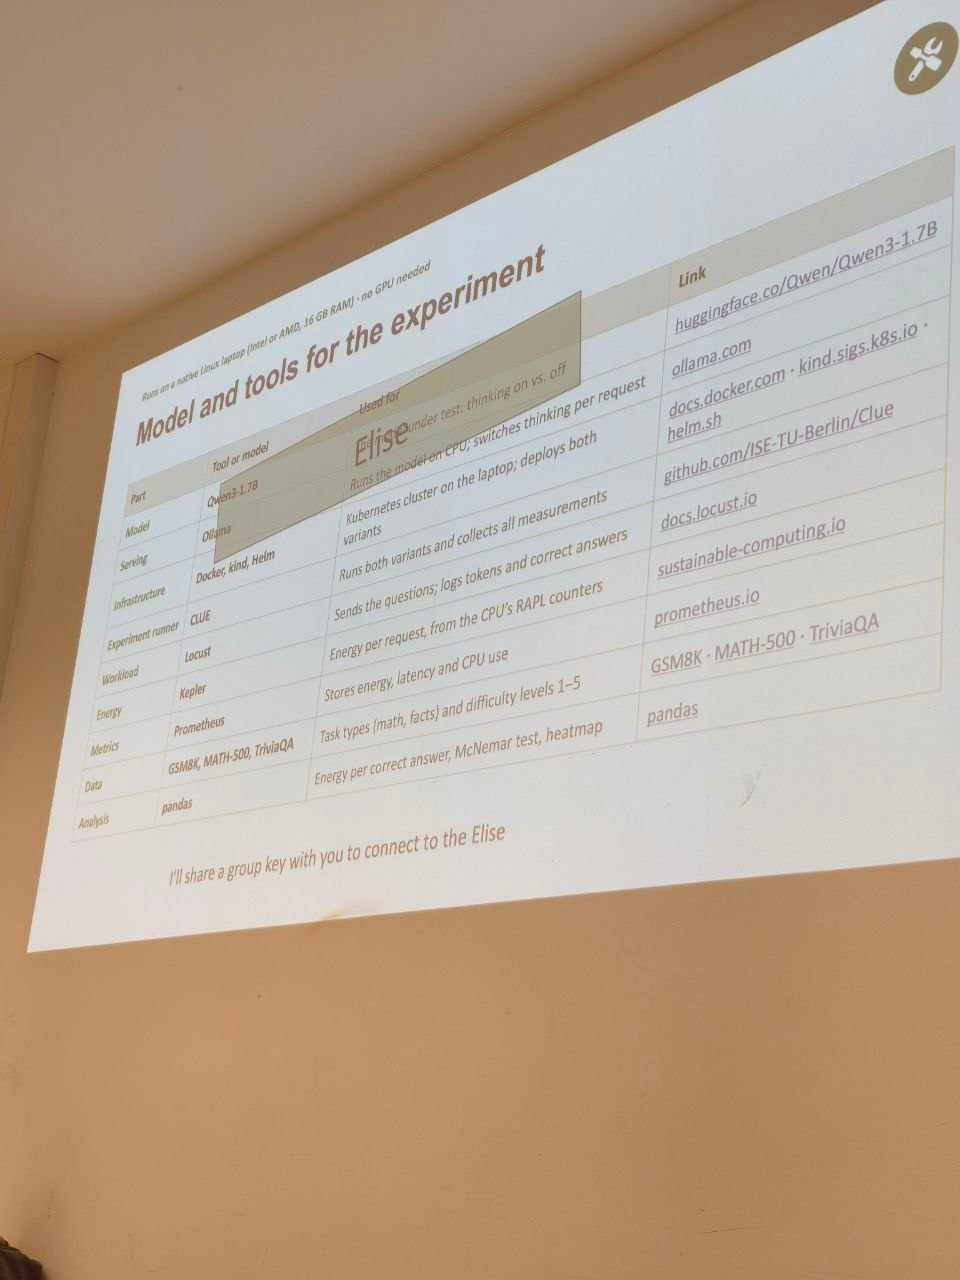 Runs on a native Linux laptop (Intel or AMD, 16 GB RAM) · no GPU needed
Model and tools for the experiment
Part Tool or model Used for Link
Model Qwen3-1.7B under test: thinking on vs. off huggingface.co/Qwen/Qwen3-1.7B
Elise
Serving Ollama Runs the model on CPU; switches thinking per request ollama.com
Infrastructure Docker, kind, Helm Kubernetes cluster on the laptop; deploys both docs.docker.com · kind.sigs.k8s.io ·
variants helm.sh
Experiment runner CLUE Runs both variants and collects all measurements github.com/ISE-TU-Berlin/Clue
Workload Locust Sends the questions; logs tokens and correct answers docs.locust.io
Energy Kepler Energy per request, from the CPU's RAPL counters sustainable-computing.io
Metrics Prometheus Stores energy, latency and CPU use prometheus.io
Data GSM8K, MATH-500, TriviaQA Task types (math, facts) and difficulty levels 1–5 GSM8K · MATH-500 · TriviaQA
Analysis pandas Energy per correct answer, McNemar test, heatmap pandas
I'll share a group key with you to connect to the Elise